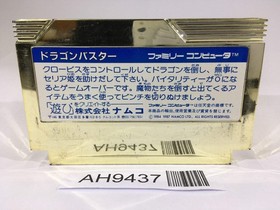 ドラゴンバスター
ファミリーコンピュータ™
クロービスをコントロールしてドラゴンを倒し、無事に
セリア姫を助けだして下さい。バイタリティーが0にな
るとゲームオーバーです。魔物たちを倒すと出てくるア
イテムをうまく使ってピンチを切りぬけよう!
「遊び」をクリエイトする
株式会社ナムコ
AH9437
AH9437